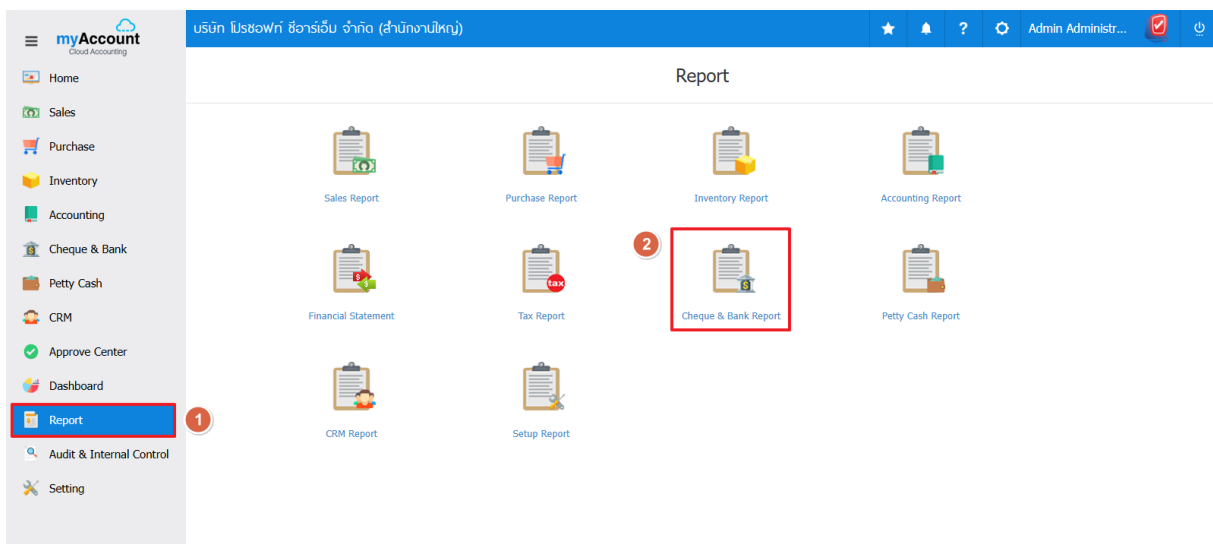 myAccount
Cloud Accounting
บริษัท โปรซอฟท์ ซีอาร์เอ็ม จำกัด (สำนักงานใหญ่)
?
Admin Administr...
Home
Sales
Purchase
Inventory
Accounting
Cheque & Bank
Petty Cash
CRM
Approve Center
Dashboard
Report
1
Audit & Internal Control
Setting
Report
Sales Report
Purchase Report
Inventory Report
Accounting Report
2
Financial Statement
tax
Tax Report
Cheque & Bank Report
Petty Cash Report
CRM Report
Setup Report